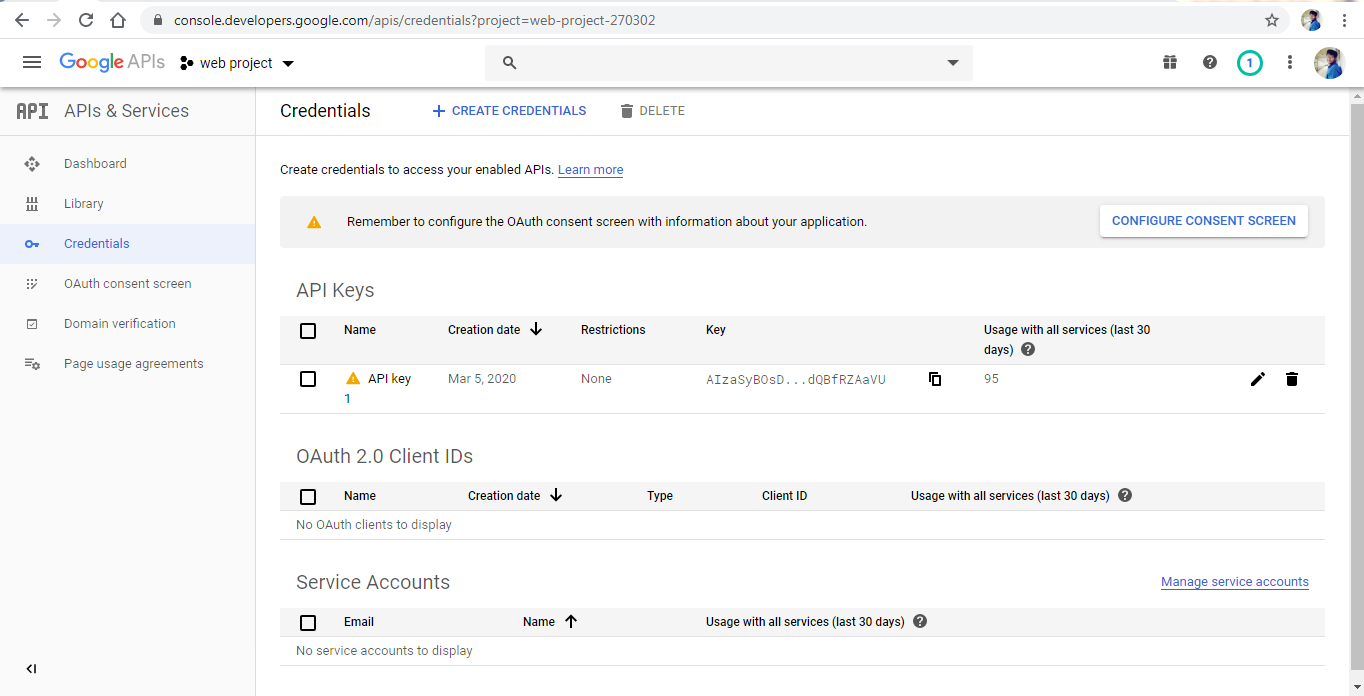 console.developers.google.com/apis/credentials?project=web-project-270302
Google APIs
web project
1
API APIs & Services
Credentials
CREATE CREDENTIALS
DELETE
Dashboard
Library
Credentials
OAuth consent screen
Domain verification
Page usage agreements
Create credentials to access your enabled APIs. Learn more
Remember to configure the OAuth consent screen with information about your application.
CONFIGURE CONSENT SCREEN
API Keys
Name Creation date Restrictions Key Usage with all services (last 30
days)
API key Mar 5, 2020 None AIzaSyBOsD...dQBfRZAaVU 95
1
OAuth 2.0 Client IDs
Name Creation date Type Client ID Usage with all services (last 30 days)
No OAuth clients to display
Service Accounts
Manage service accounts
Email Name Usage with all services (last 30 days)
No service accounts to display